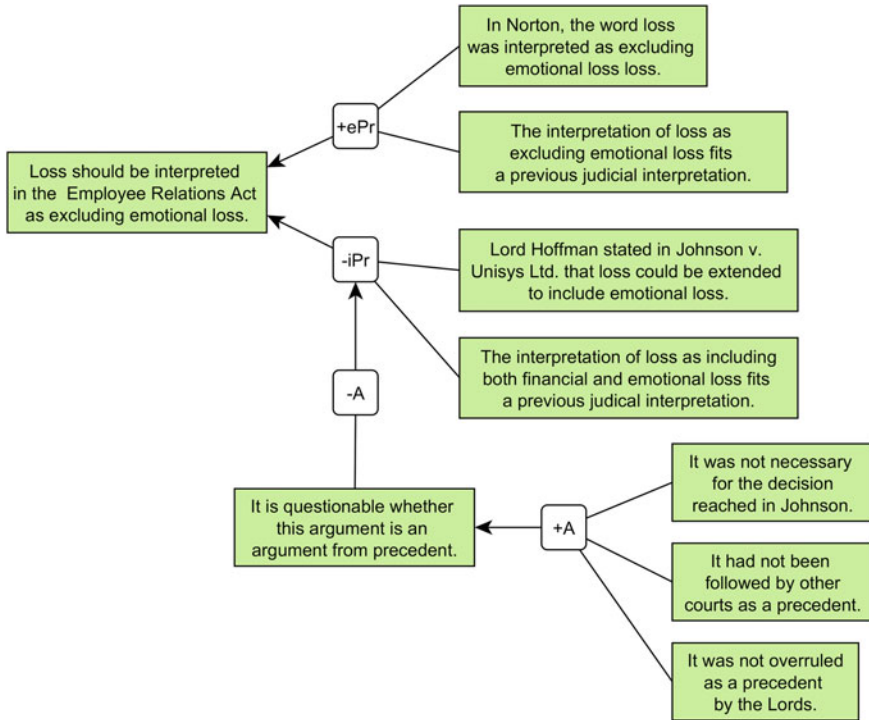 In Norton, the word loss
was interpreted as excluding
emotional loss loss.
+ePr
The interpretation of loss as
excluding emotional loss fits
a previous judicial interpretation.
Loss should be interpreted
in the Employee Relations Act
as excluding emotional loss.
-iPr
Lord Hoffman stated in Johnson v.
Unisys Ltd. that loss could be extended
to include emotional loss.
The interpretation of loss as including
both financial and emotional loss fits
a previous judical interpretation.
-A
It is questionable whether
this argument is an
argument from precedent.
+A
It was not necessary
for the decision
reached in Johnson.
It had not been
followed by other
courts as a precedent.
It was not overruled
as a precedent
by the Lords.